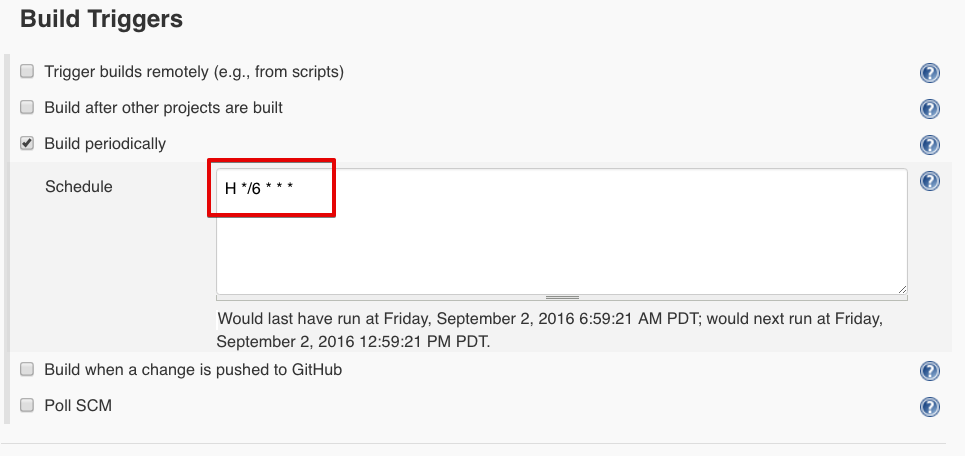 Build Triggers
Trigger builds remotely (e.g., from scripts)
?
Build after other projects are built
?
Build periodically
?
Schedule
H */6 * * *
?
Would last have run at Friday, September 2, 2016 6:59:21 AM PDT; would next run at Friday,
September 2, 2016 12:59:21 PM PDT.
Build when a change is pushed to GitHub
?
Poll SCM
?